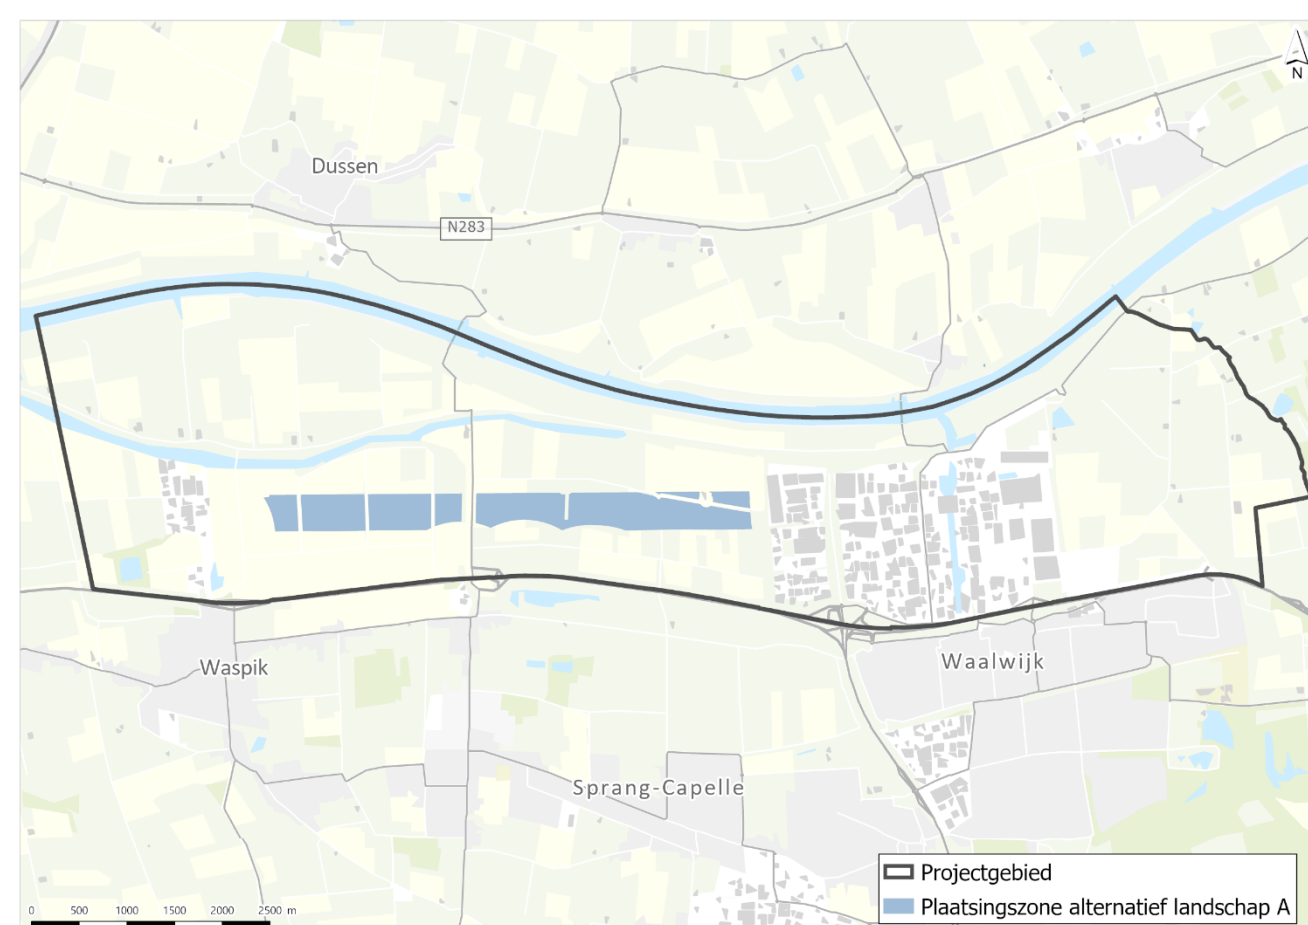 N
Dussen
N283
Waspik
Waalwijk
Sprang-Capelle
Projectgebied
Plaatsingszone alternatief landschap A
0 500 1000 1500 2000 2500 m